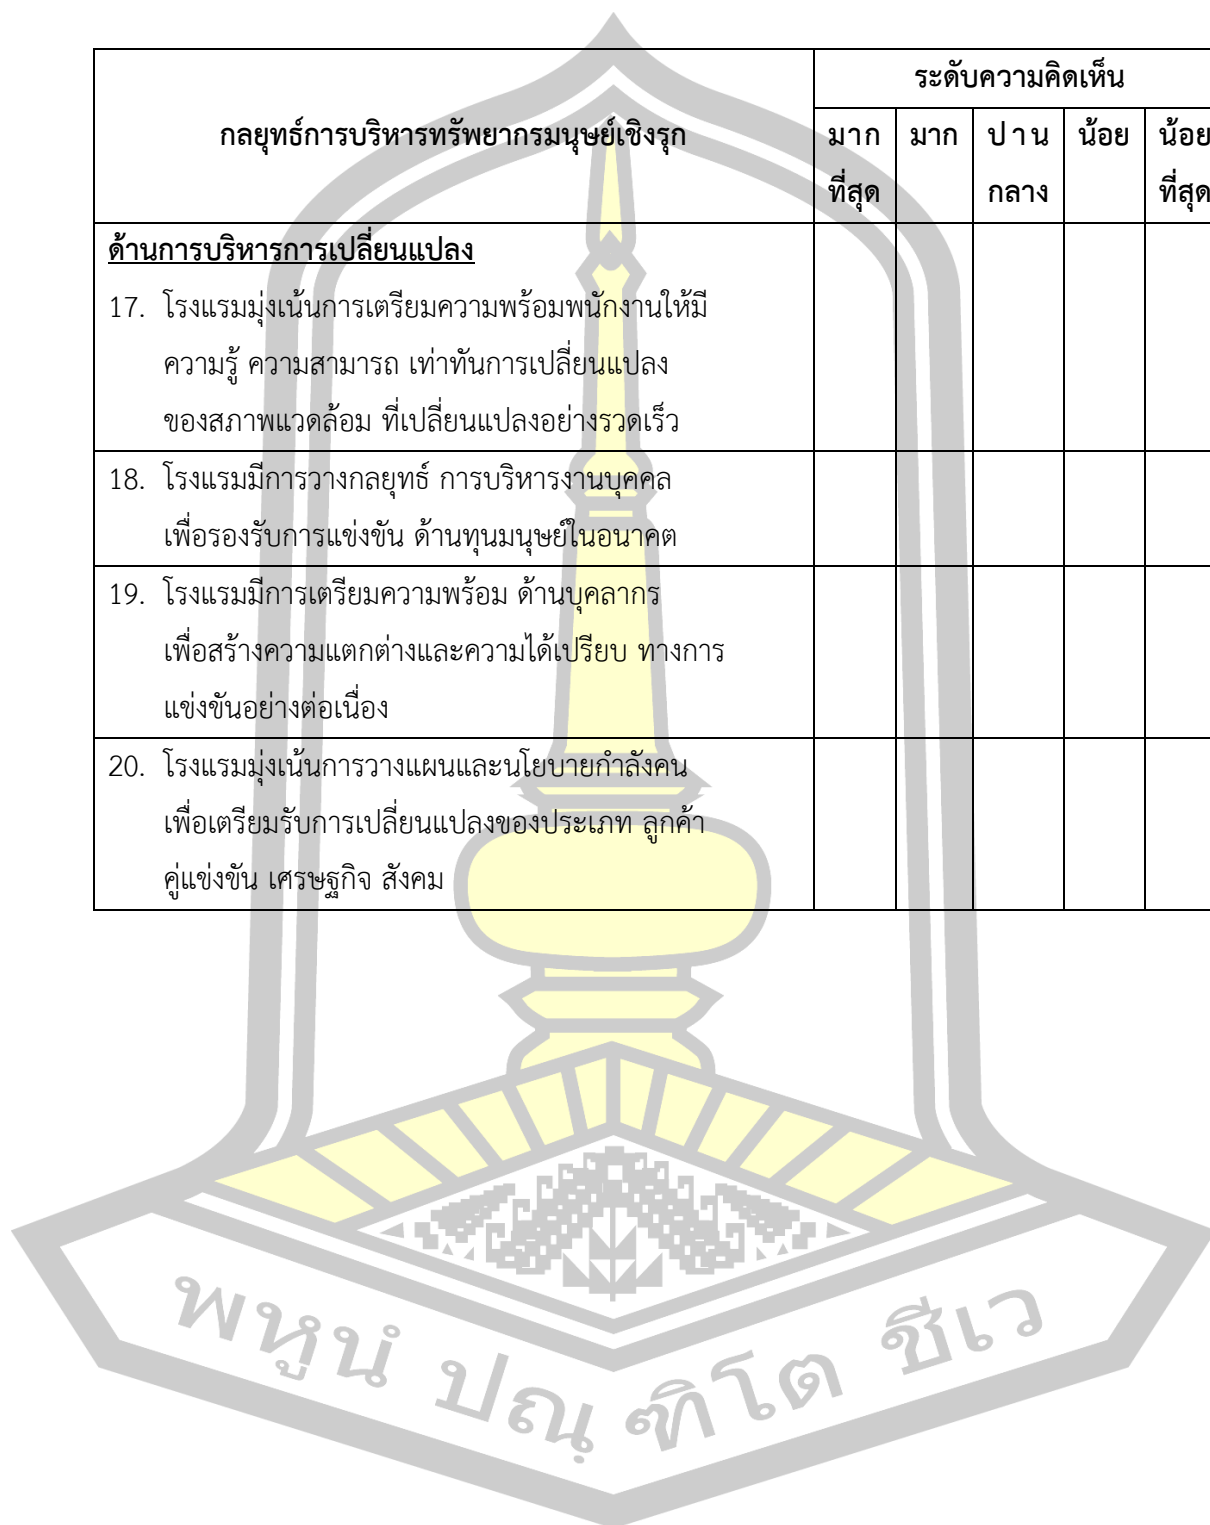 ระดับความคิดเห็น
กลยุทธ์การบริหารทรัพยากรมนุษย์เชิงรุก
มาก มาก ปาน น้อย น้อย
ที่สุด กลาง ที่สุด
ด้านการบริหารการเปลี่ยนแปลง
17. โรงแรมมุ่งเน้นการเตรียมความพร้อมพนักงานให้มี
ความรู้ ความสามารถ เท่าทันการเปลี่ยนแปลง
ของสภาพแวดล้อม ที่เปลี่ยนแปลงอย่างรวดเร็ว
18. โรงแรมมีการวางกลยุทธ์ การบริหารงานบุคคล
เพื่อรองรับการแข่งขัน ด้านทุนมนุษย์ในอนาคต
19. โรงแรมมีการเตรียมความพร้อม ด้านบุคลากร
เพื่อสร้างความแตกต่างและความได้เปรียบ ทางการ
แข่งขันอย่างต่อเนื่อง
20. โรงแรมมุ่งเน้นการวางแผนและนโยบายกำลังคน
เพื่อเตรียมรับการเปลี่ยนแปลงของประเภท ลูกค้า
คู่แข่งขัน เศรษฐกิจ สังคม
พหูนํ ปณฺฑิโต ชีเว